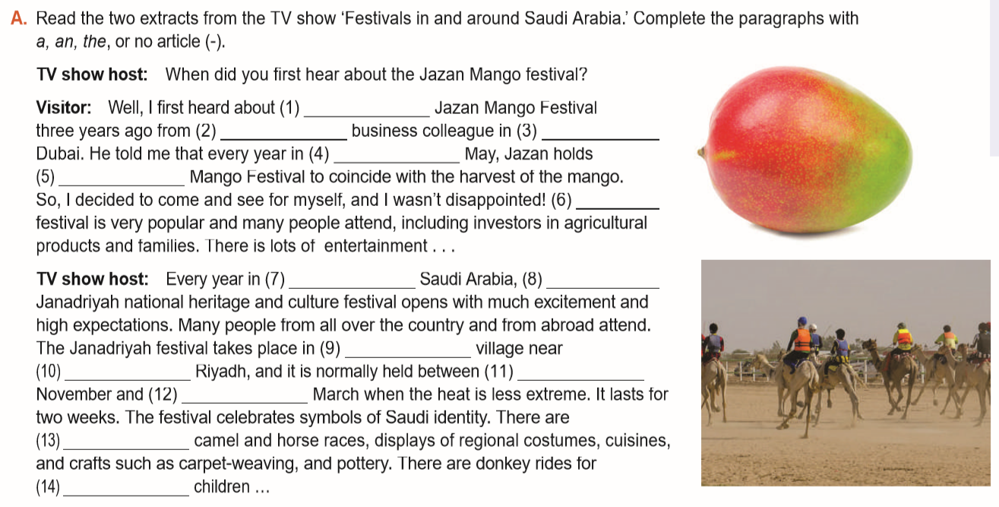 A. Read the two extracts from the TV show ‘Festivals in and around Saudi Arabia.’ Complete the paragraphs with
a, an, the, or no article (-).
TV show host: When did you first hear about the Jazan Mango festival?
Visitor: Well, I first heard about (1) ______________ Jazan Mango Festival
three years ago from (2) ______________ business colleague in (3) ______________
Dubai. He told me that every year in (4) ______________ May, Jazan holds
(5) ______________ Mango Festival to coincide with the harvest of the mango.
So, I decided to come and see for myself, and I wasn’t disappointed! (6) _________
festival is very popular and many people attend, including investors in agricultural
products and families. There is lots of entertainment . . .
TV show host: Every year in (7) ______________ Saudi Arabia, (8) ______________
Janadriyah national heritage and culture festival opens with much excitement and
high expectations. Many people from all over the country and from abroad attend.
The Janadriyah festival takes place in (9) ______________ village near
(10) ______________ Riyadh, and it is normally held between (11) ______________
November and (12) ______________ March when the heat is less extreme. It lasts for
two weeks. The festival celebrates symbols of Saudi identity. There are
(13) ______________ camel and horse races, displays of regional costumes, cuisines,
and crafts such as carpet-weaving, and pottery. There are donkey rides for
(14) ______________ children …